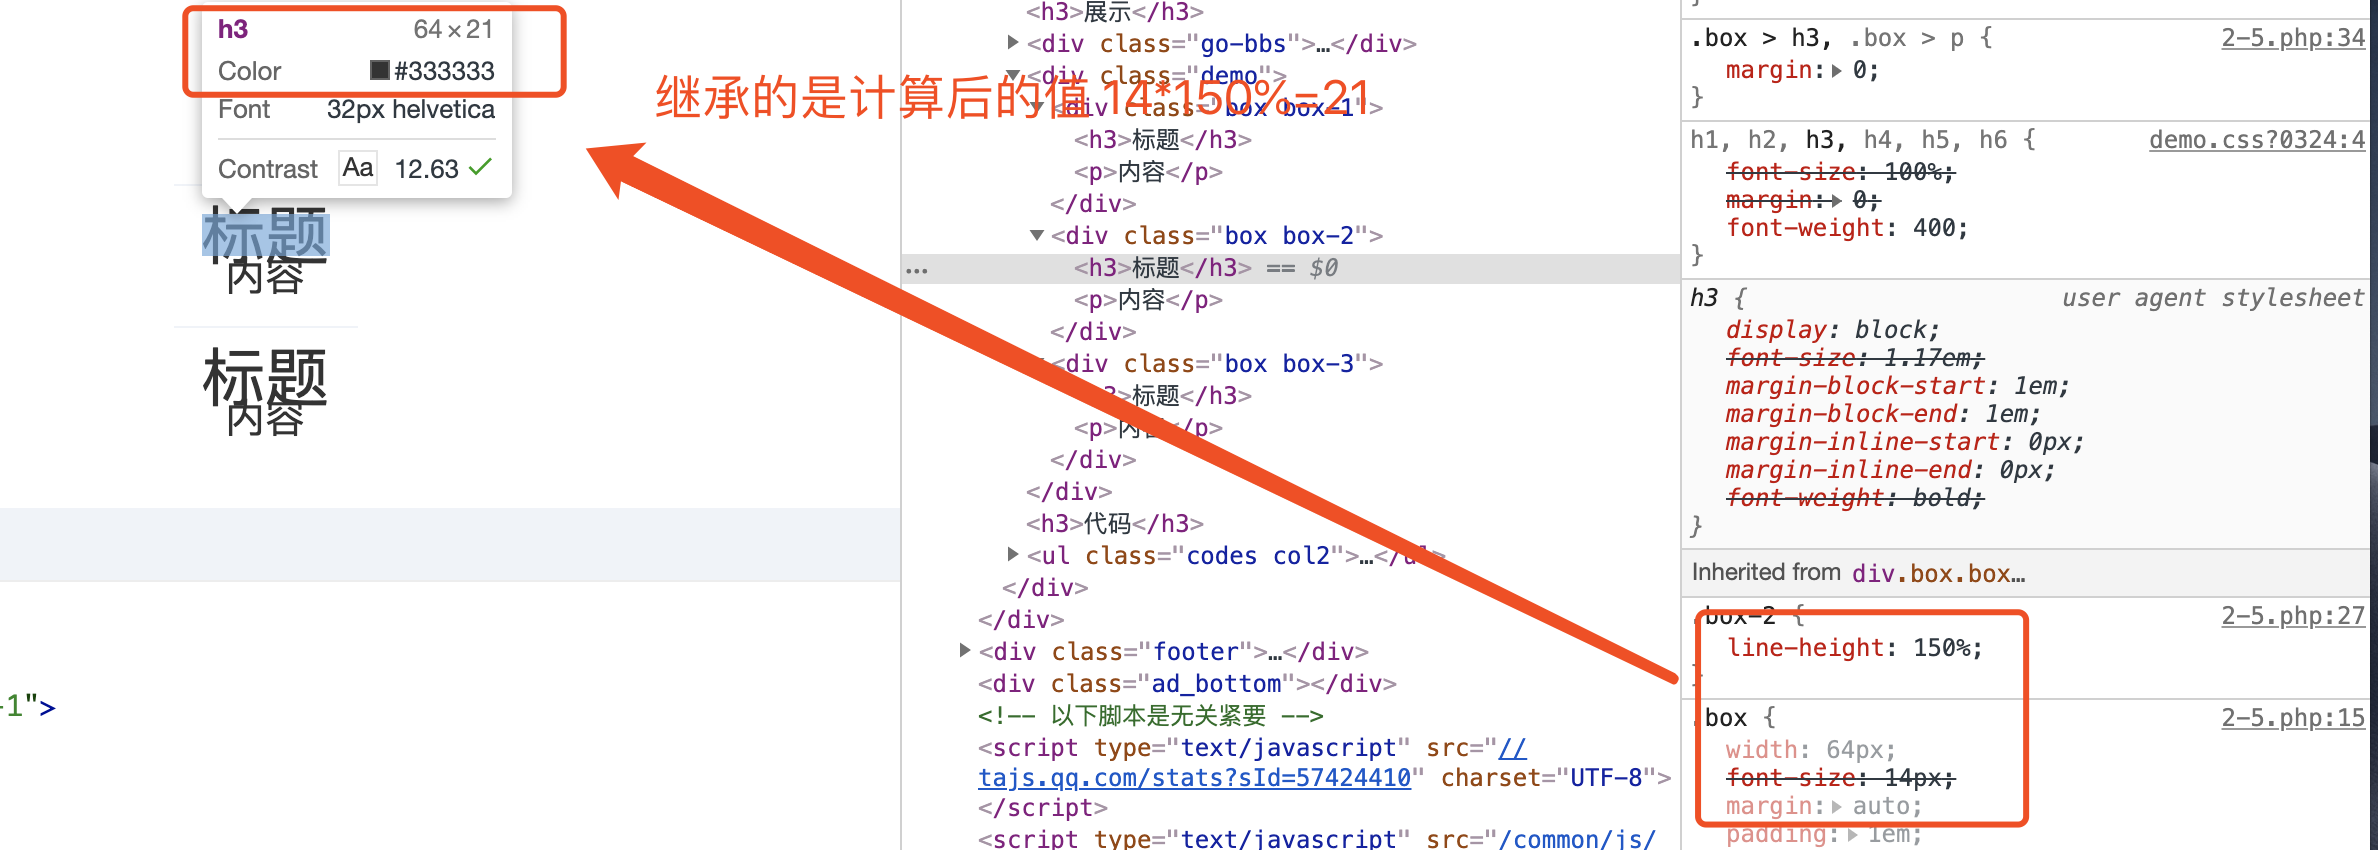 h3 64 × 21
Color #333333
Font 32px helvetica
Contrast Aa 12.63
标题
内容
标题
内容
-1">
继承的是计算后的值 14*150%=21
<h3>展示</h3>
<div class="go-bbs">…</div>
<div class="demo">
<div class="box box-1">
<h3>标题</h3>
<p>内容</p>
</div>
<div class="box box-2">
… <h3>标题</h3> == $0
<p>内容</p>
</div>
<div class="box box-3">
3>标题</h3>
<p>内容</p>
</div>
</div>
<h3>代码</h3>
<ul class="codes col2">…</ul>
</div>
</div>
<div class="footer">…</div>
<div class="ad_bottom"></div>
<!-- 以下脚本是无关紧要 -->
<script type="text/javascript" src="//
tajs.qq.com/stats?sId=57424410" charset="UTF-8">
</script>
<script type="text/javascript" src="/common/js/
}
.box > h3, .box > p { 2-5.php:34
margin: 0;
}
h1, h2, h3, h4, h5, h6 { demo.css?0324:4
font-size: 100%;
margin: 0;
font-weight: 400;
}
h3 { user agent stylesheet
display: block;
font-size: 1.17em;
margin-block-start: 1em;
margin-block-end: 1em;
margin-inline-start: 0px;
margin-inline-end: 0px;
font-weight: bold;
}
Inherited from div.box.box…
.box-2 { 2-5.php:27
line-height: 150%;
}
.box { 2-5.php:15
width: 64px;
font-size: 14px;
margin: auto;
padding: 1em;